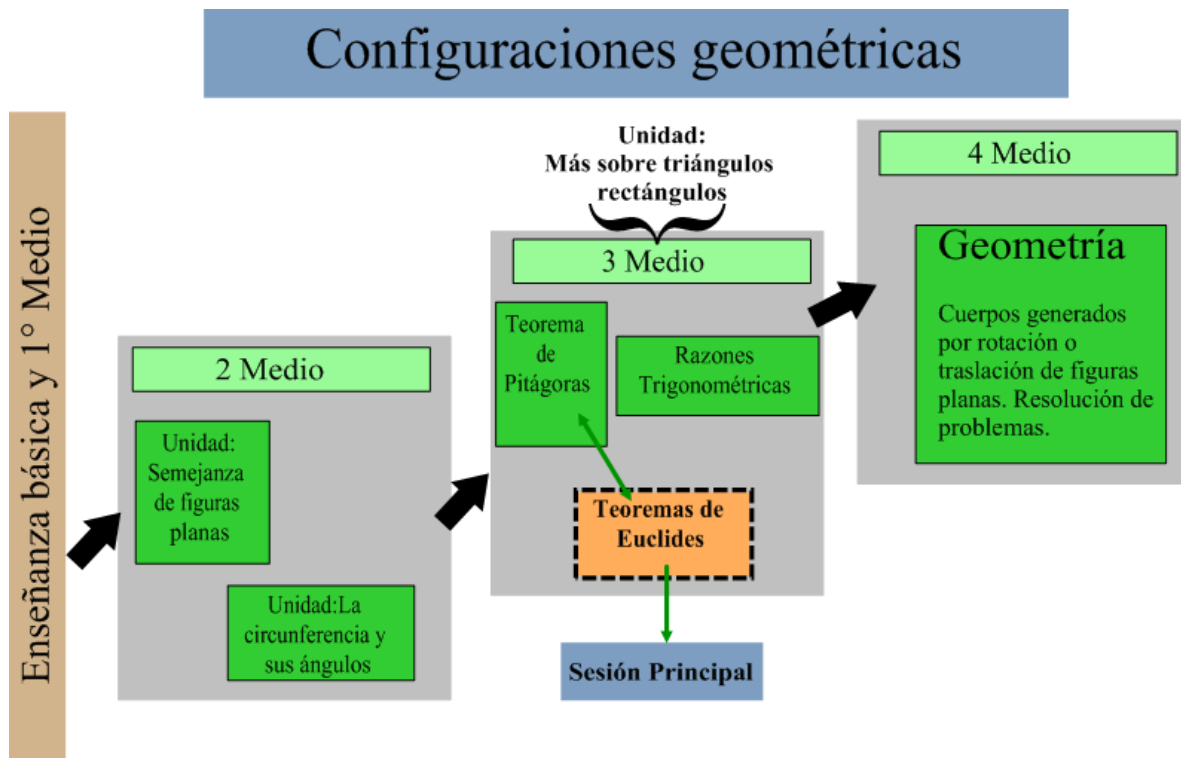 Configuraciones geométricas
Enseñanza básica y 1° Medio
2 Medio
Unidad:
Semejanza
de figuras
planas
Unidad:La
circunferencia y
sus ángulos
Unidad:
Más sobre triángulos
rectángulos
3 Medio
Teorema
de
Pitágoras
Razones
Trigonométricas
Teoremas de
Euclides
Sesión Principal
4 Medio
Geometría
Cuerpos generados
por rotación o
traslación de figuras
planas. Resolución de
problemas.